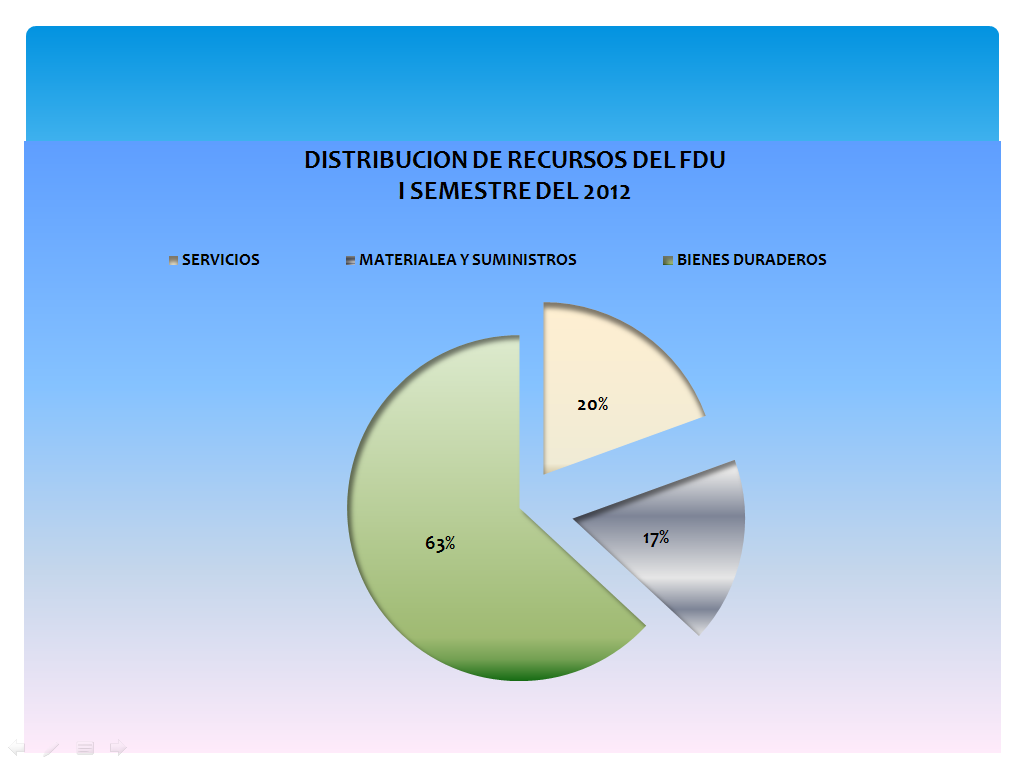 DISTRIBUCION DE RECURSOS DEL FDU
I SEMESTRE DEL 2012
SERVICIOS MATERIALEA Y SUMINISTROS BIENES DURADEROS
20%
17%
63%